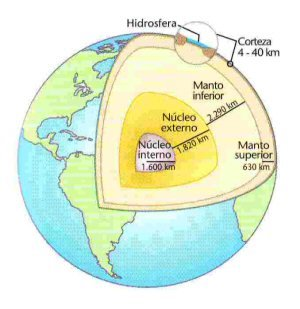 Hidrosfera
Corteza
4 - 40 km
Manto
inferior
2.290 km
Núcleo
externo
1.820 km
Núcleo
interno
1.600 km
Manto
superior
630 km